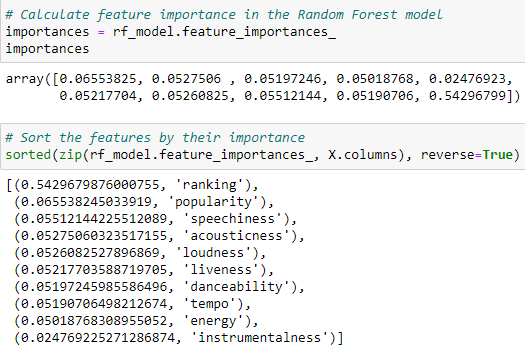 # Calculate feature importance in the Random Forest model
importances = rf_model.feature_importances_
importances
array([0.06553825, 0.0527506 , 0.05197246, 0.05018768, 0.02476923,
       0.05217704, 0.05260825, 0.05512144, 0.05190706, 0.54296799])
# Sort the features by their importance
sorted(zip(rf_model.feature_importances_, X.columns), reverse=True)
[(0.5429679876000755, 'ranking'),
 (0.065538245033919, 'popularity'),
 (0.05512144225512089, 'speechiness'),
 (0.05275060323517155, 'acousticness'),
 (0.0526082527896869, 'loudness'),
 (0.05217703588719705, 'liveness'),
 (0.05197245985586496, 'danceability'),
 (0.05190706498212674, 'tempo'),
 (0.05018768308955052, 'energy'),
 (0.024769225271286874, 'instrumentalness')]